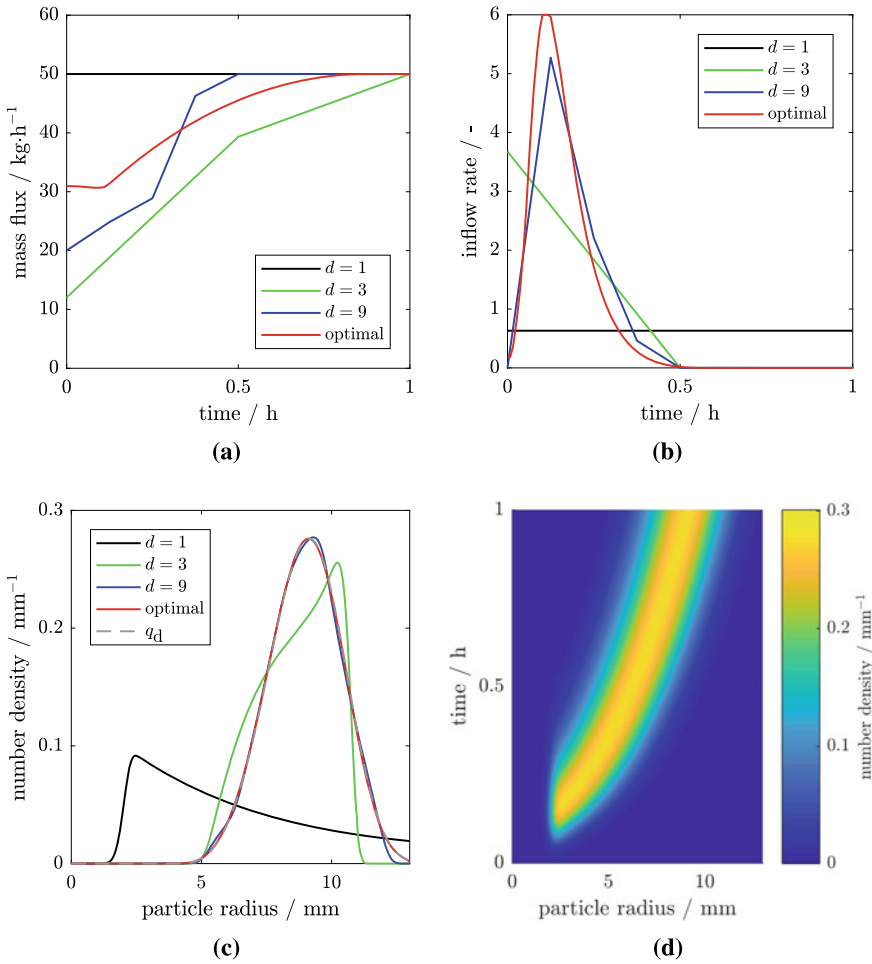 60
50
40
30
20
10
0
mass flux / kg·h⁻¹
d = 1
d = 3
d = 9
optimal
0 0.5 1
time / h
(a)
6
5
4
3
2
1
0
inflow rate / -
d = 1
d = 3
d = 9
optimal
0 0.5 1
time / h
(b)
0.3
0.2
0.1
0
number density / mm⁻¹
d = 1
d = 3
d = 9
optimal
q_d
0 5 10
particle radius / mm
(c)
1
0.5
0
time / h
0 5 10
particle radius / mm
0.3
0.2
0.1
0
number density / mm⁻¹
(d)